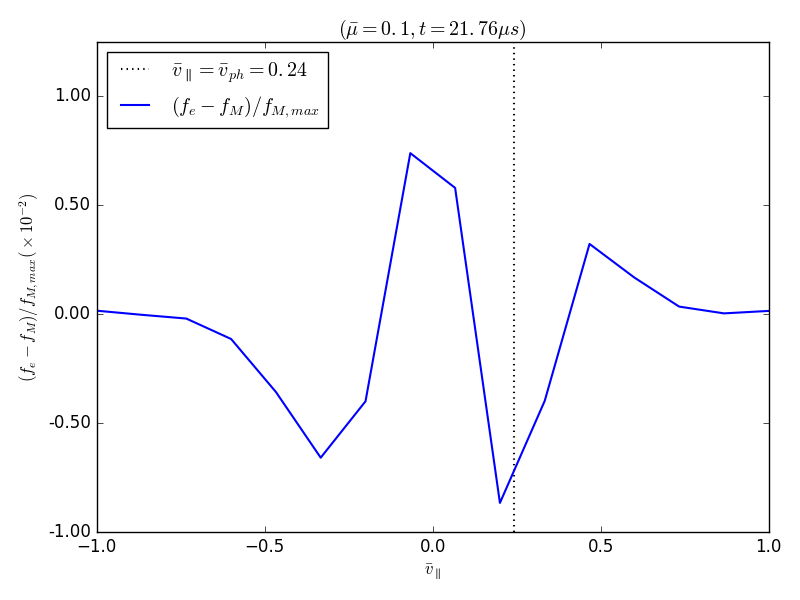 (μ̄ = 0.1, t = 21.76μs)
v̄∥ = v̄ph = 0.24
(fe − fM)/fM,max
1.00
0.50
0.00
-0.50
-1.00
(fe − fM)/fM,max(×10⁻²)
−1.0
−0.5
0.0
0.5
1.0
v̄∥